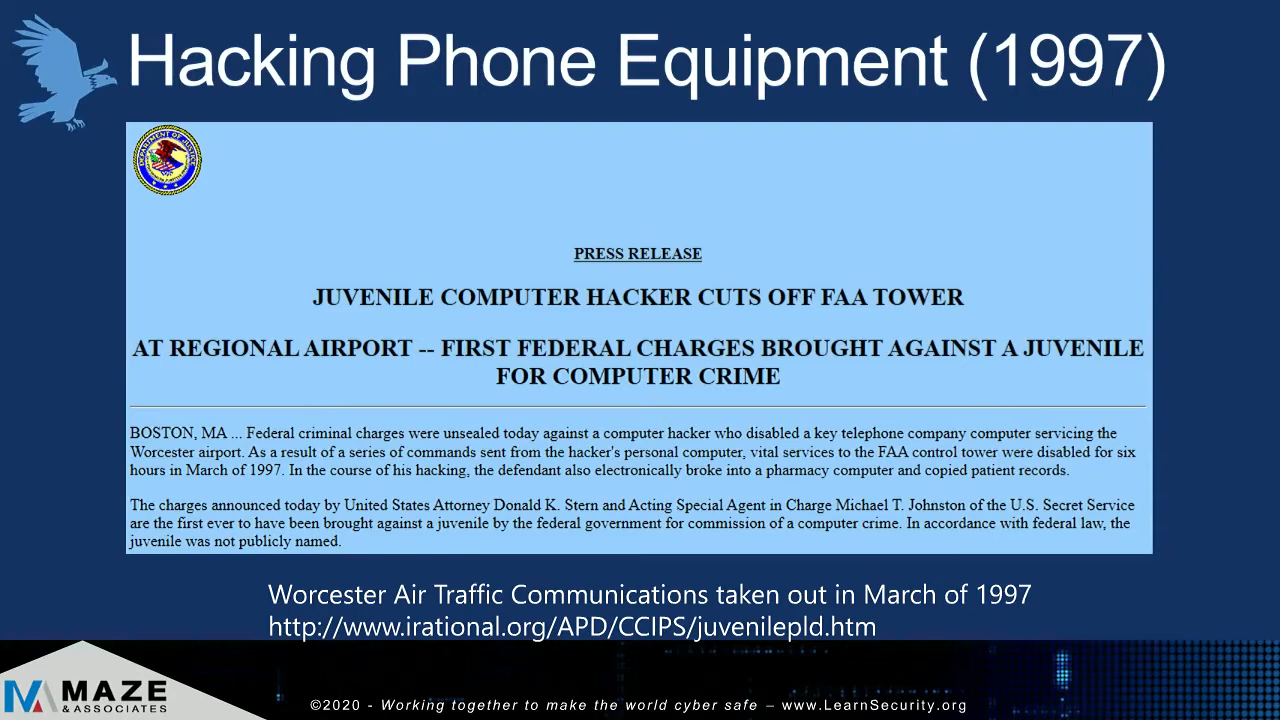 Hacking Phone Equipment (1997)
DEPARTMENT OF JUSTICE
PRESS RELEASE
JUVENILE COMPUTER HACKER CUTS OFF FAA TOWER
AT REGIONAL AIRPORT -- FIRST FEDERAL CHARGES BROUGHT AGAINST A JUVENILE
FOR COMPUTER CRIME
BOSTON, MA ... Federal criminal charges were unsealed today against a computer hacker who disabled a key telephone company computer servicing the
Worcester airport. As a result of a series of commands sent from the hacker's personal computer, vital services to the FAA control tower were disabled for six
hours in March of 1997. In the course of his hacking, the defendant also electronically broke into a pharmacy computer and copied patient records.
The charges announced today by United States Attorney Donald K. Stern and Acting Special Agent in Charge Michael T. Johnston of the U.S. Secret Service
are the first ever to have been brought against a juvenile by the federal government for commission of a computer crime. In accordance with federal law, the
juvenile was not publicly named.
Worcester Air Traffic Communications taken out in March of 1997
http://www.irational.org/APD/CCIPS/juvenilepld.htm
MAZE
& ASSOCIATES
©2020 - Working together to make the world cyber safe – www.LearnSecurity.org